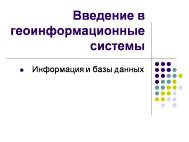 Введение в
геоинформационные
системы
Информация и базы данных